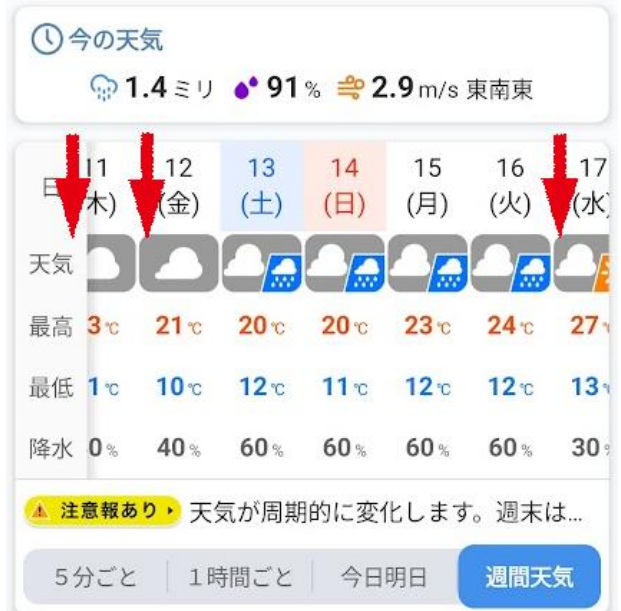 今の天気
1.4 ミリ 91 % 2.9 m/s 東南東
11 12 13 14 15 16 17
日 木) (金) (土) (日) (月) (火) (水)
天気
最高 3℃ 21℃ 20℃ 20℃ 23℃ 24℃ 27
最低 1℃ 10℃ 12℃ 11℃ 12℃ 12℃ 13
降水 0% 40% 60% 60% 60% 60% 30%
注意報あり 天気が周期的に変化します。週末は...
5分ごと 1時間ごと 今日明日 週間天気